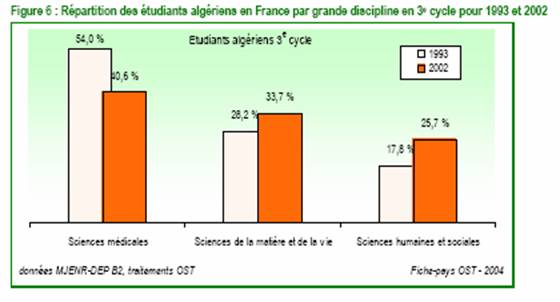 Figure 6 : Répartition des étudiants algériens en France par grande discipline en 3e cycle pour 1993 et 2002
Etudiants algériens 3e cycle
1993
2002
54,0 %
40,6 %
28,2 %
33,7 %
17,8 %
25,7 %
Sciences médicales
Sciences de la matière et de la vie
Sciences humaines et sociales
données MJENR-DEP B2, traitements OST
Fiche-pays OST - 2004